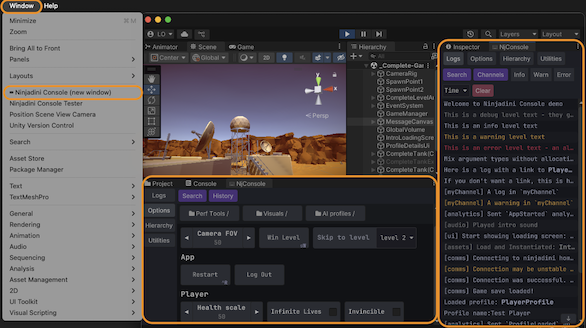 Window Help
Minimize ⌘ M
Zoom
Bring All to Front
Panels
Layouts
Ninjadini Console (new window)
Ninjadini Console Tester
Position Scene View Camera
Unity Version Control
Search
Asset Store
Package Manager
Text
TextMeshPro
General
Rendering
Animation
Audio
Sequencing
Analysis
Asset Management
2D
UI Toolkit
Visual Scripting
LO
Layers
Layout
Animator Scene Game
Center Global
2D
Persp
Hierarchy
All
_Complete-Ga
CameraRig
SpawnPoint1
SpawnPoint2
CompleteLevelA
EventSystem
GameManager
MessageCanvas
GlobalVolume
IntroLoadingScre
ProfileDetailsUi
CompleteTank(C
CompleteTankEx
CompleteTank(C
CompleteTank(C
Project Console NjConsole
Logs
Options
Hierarchy
Utilities
Search History
Perf Tools / Visuals / AI profiles /
Camera FOV
50
Win Level
Skip to level
level 2
App
Restart
Log Out
Player
Health scale
50
Infinite Lives
Invincible
Inspector NjConsole
Logs Options Hierarchy Utilities
Search Channels Info Warn Error
Time Clear
Welcome to Ninjadini Console demo
This is a debug level text - they g
This is an info level text
This is a warning level text
This is an error level text - an el
Mix argument types without allocati
Here is a log with a link to Playe
If you don't want a link, this is h
[myChannel] A log in 'myChannel'
[myChannel] A warning in 'myChannel'
[analytics] Sent 'AppStarted' analy
[audio] Played intro sound
[ui] Start showing loading screen:
[assets] Load and Instantiated: Int
[comms] Connecting to ninjadini hom
[comms] Connection may be unstable
[comms] Connection was successful.
[comms] Game save loaded!
Loaded profile: PlayerProfile
Profile name:Test Player